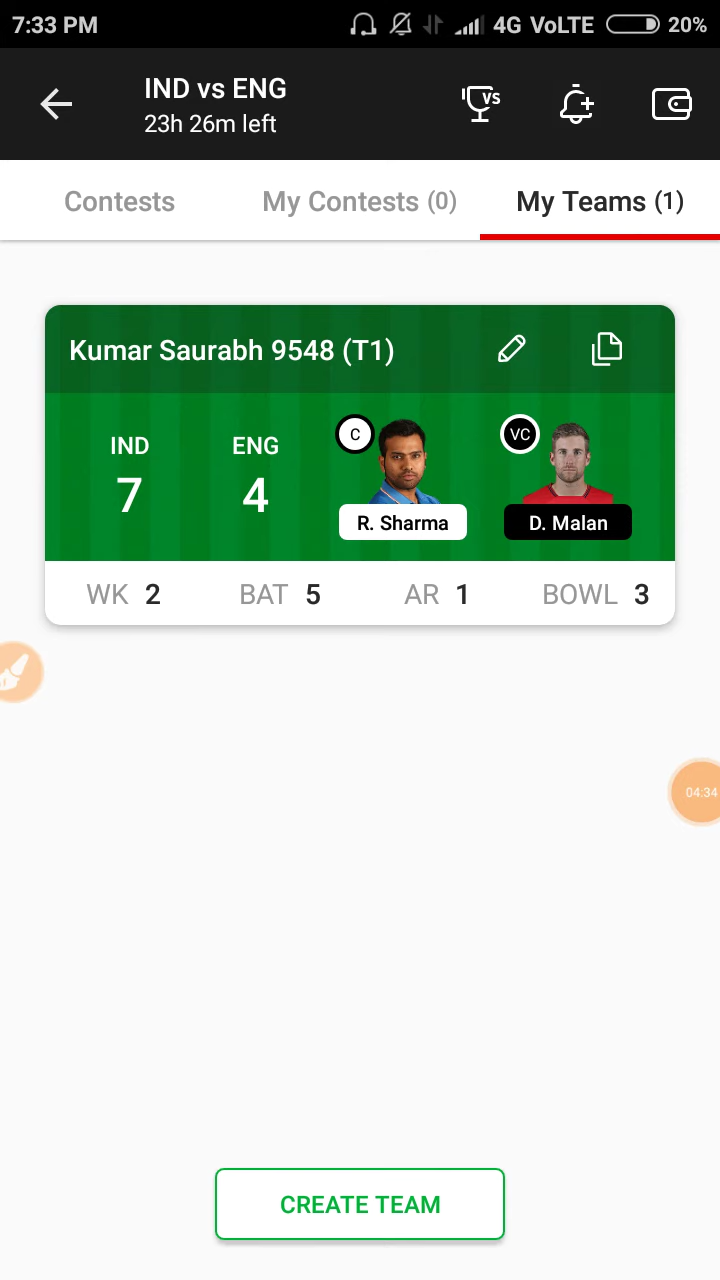 7:33 PM 4G VoLTE 20%
IND vs ENG
23h 26m left
VS
Contests My Contests (0) My Teams (1)
Kumar Saurabh 9548 (T1)
IND ENG C VC
7 4
R. Sharma D. Malan
WK 2 BAT 5 AR 1 BOWL 3
04:34
CREATE TEAM